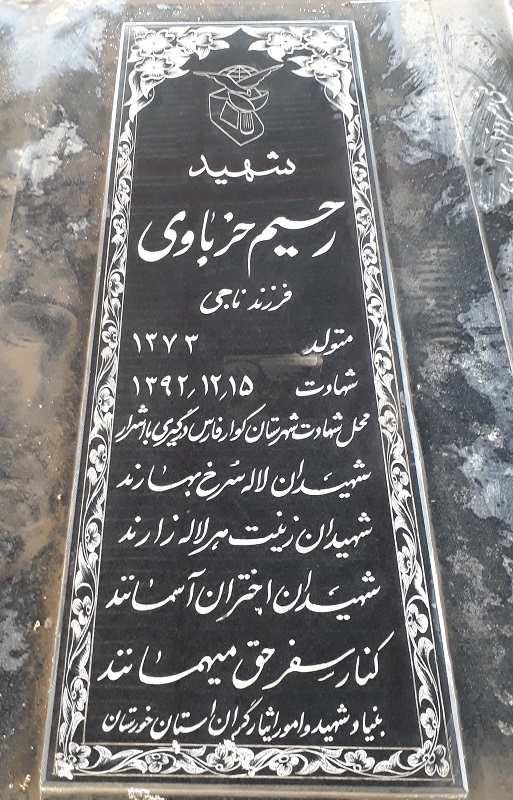 شهید
رحیم حزباوی
فرزند ناجی
متولد ۱۳۷۳
شهادت ۱۳۹۲٫۱۲٫۱۵
محل شهادت شهرستان کوار فارس درگیری با اشرار
شهیدان لاله سرخ بهارند
شهیدان زینت هر لاله زارند
شهیدان اختران آسمانند
کنار سفره حق میهمانند
بنیاد شهید و امور ایثارگران استان خوزستان